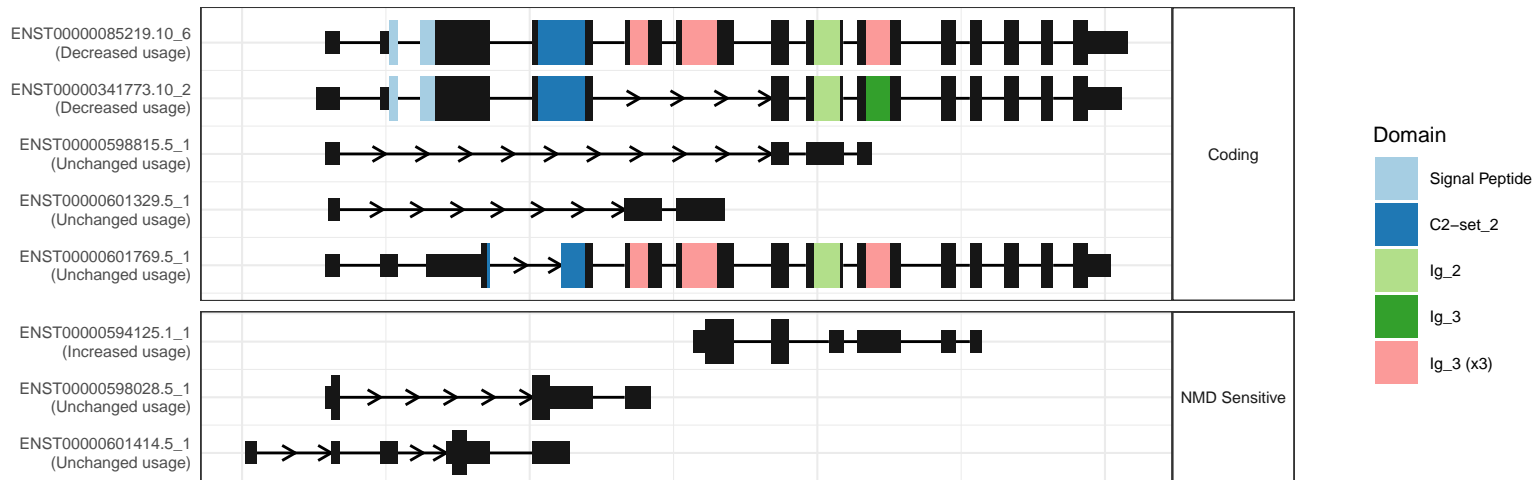 ENST00000085219.10_6
(Decreased usage)
ENST00000341773.10_2
(Decreased usage)
ENST00000598815.5_1
(Unchanged usage)
ENST00000601329.5_1
(Unchanged usage)
ENST00000601769.5_1
(Unchanged usage)
Coding
ENST00000594125.1_1
(Increased usage)
ENST00000598028.5_1
(Unchanged usage)
ENST00000601414.5_1
(Unchanged usage)
NMD Sensitive
Domain
Signal Peptide
C2−set_2
Ig_2
Ig_3
Ig_3 (x3)